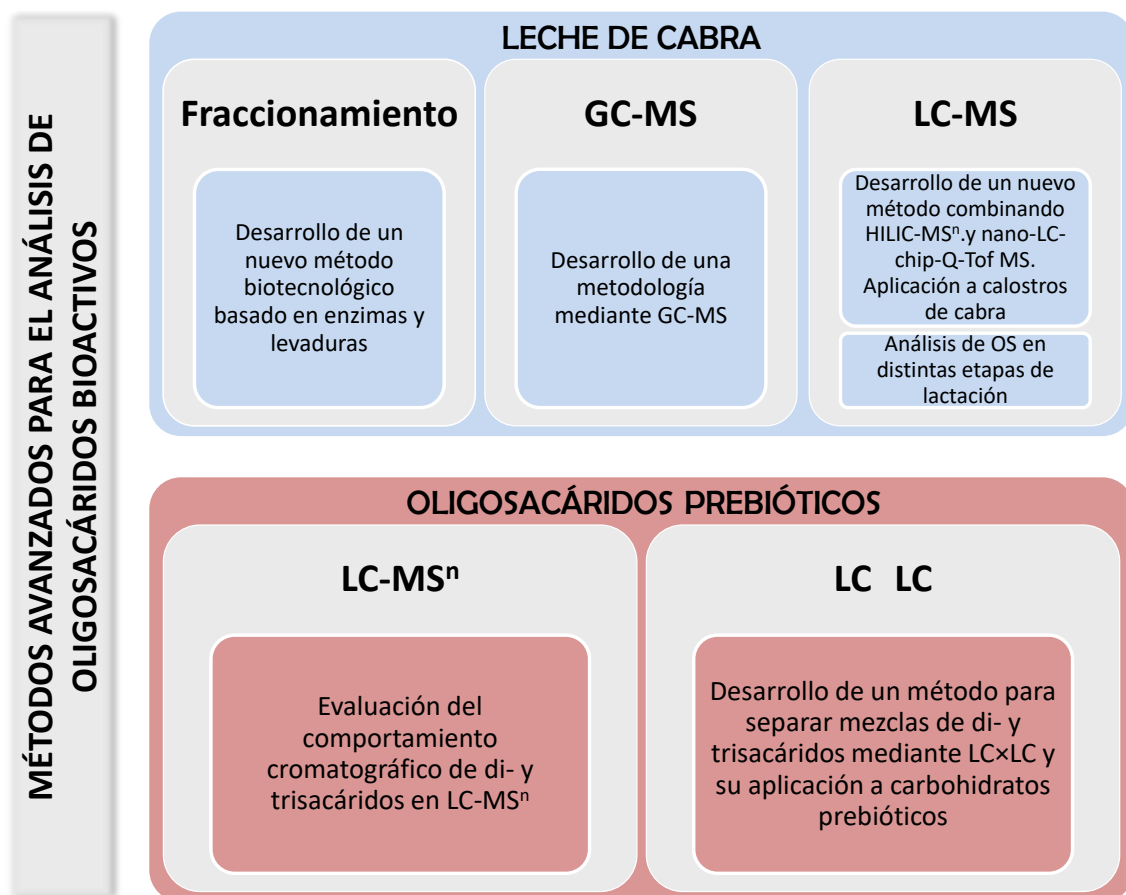 MÉTODOS AVANZADOS PARA EL ANÁLISIS DE
OLIGOSACÁRIDOS BIOACTIVOS
LECHE DE CABRA
Fraccionamiento
Desarrollo de un
nuevo método
biotecnológico
basado en enzimas y
levaduras
GC-MS
Desarrollo de una
metodología
mediante GC-MS
LC-MS
Desarrollo de un nuevo
método combinando
HILIC-MSⁿ.y nano-LC-
chip-Q-Tof MS.
Aplicación a calostros
de cabra
Análisis de OS en
distintas etapas de
lactación
OLIGOSACÁRIDOS PREBIÓTICOS
LC-MSⁿ
Evaluación del
comportamiento
cromatográfico de di- y
trisacáridos en LC-MSⁿ
LC LC
Desarrollo de un método para
separar mezclas de di- y
trisacáridos mediante LC×LC y
su aplicación a carbohidratos
prebióticos